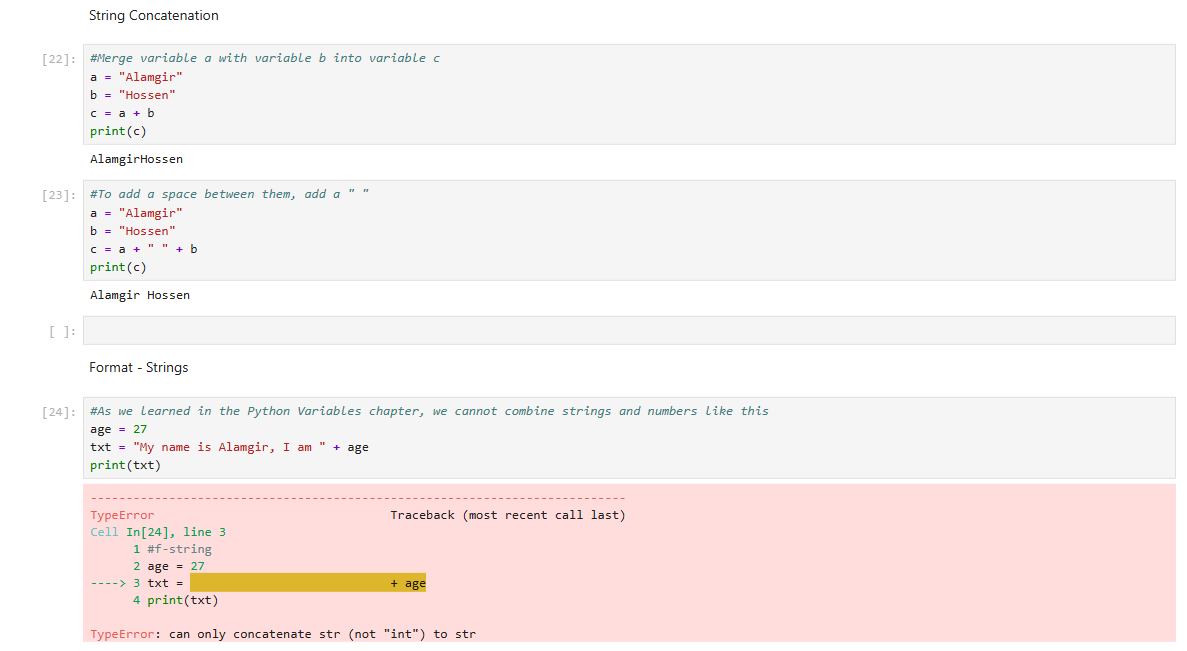 String Concatenation
[22]: #Merge variable a with variable b into variable c
a = "Alamgir"
b = "Hossen"
c = a + b
print(c)
AlamgirHossen
[23]: #To add a space between them, add a " "
a = "Alamgir"
b = "Hossen"
c = a + " " + b
print(c)
Alamgir Hossen
[ ]:
Format - Strings
[24]: #As we learned in the Python Variables chapter, we cannot combine strings and numbers like this
age = 27
txt = "My name is Alamgir, I am " + age
print(txt)
---------------------------------------------------------------------------
TypeError Traceback (most recent call last)
Cell In[24], line 3
1 #f-string
2 age = 27
----> 3 txt = + age
4 print(txt)
TypeError: can only concatenate str (not "int") to str